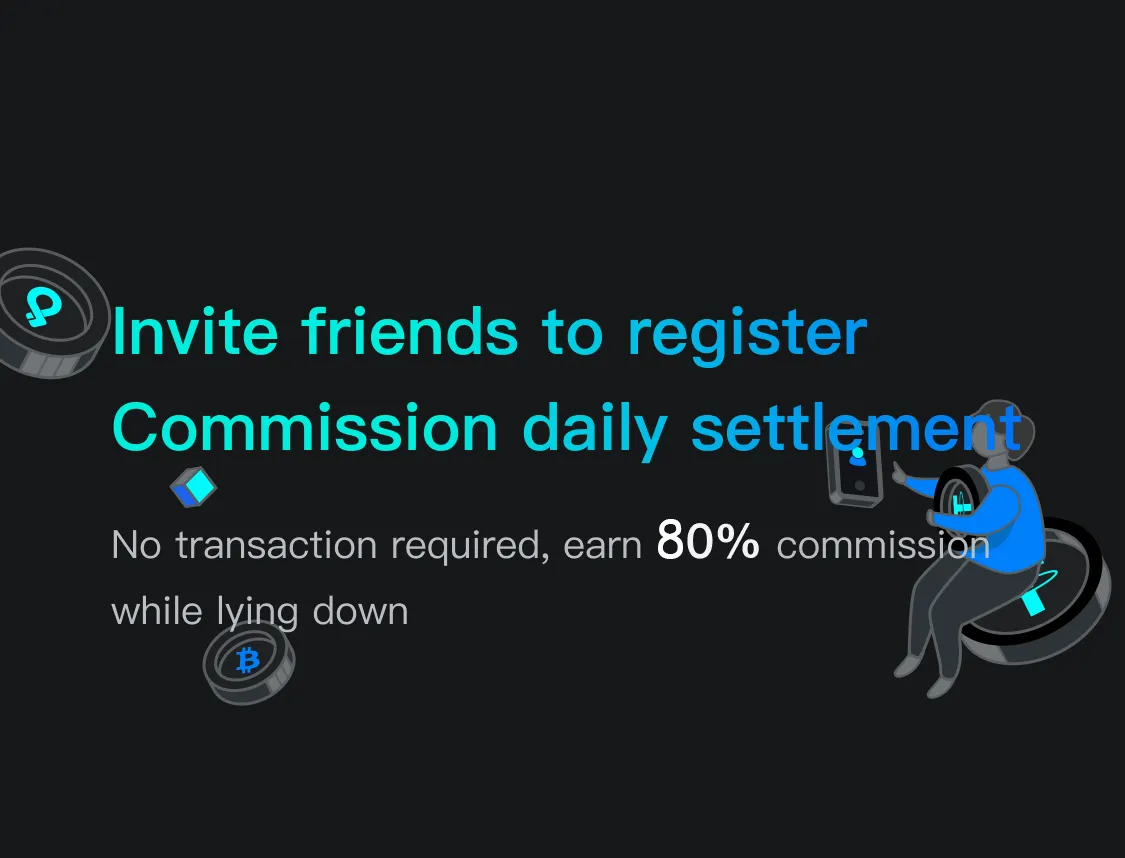 Invite friends to register
Commission daily settlement
No transaction required, earn 80% commission
while lying down